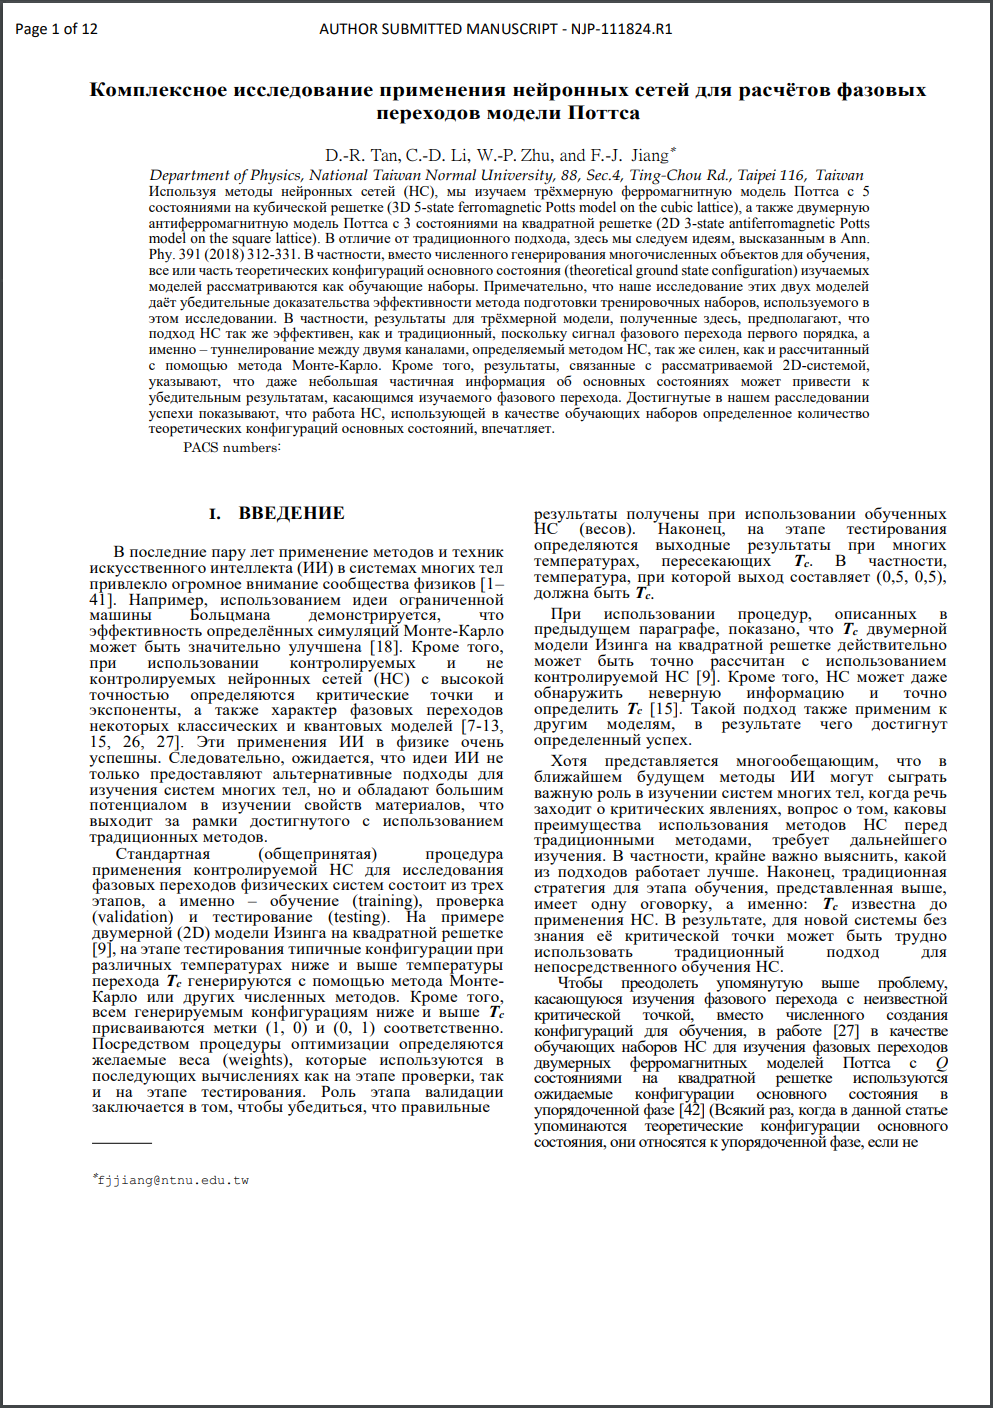 Page 1 of 12
AUTHOR SUBMITTED MANUSCRIPT - NJP-111824.R1
Комплексное исследование применения нейронных сетей для расчётов фазовых
переходов модели Поттса
D.-R. Tan, C.-D. Li, W.-P. Zhu, and F.-J. Jiang*
Department of Physics, National Taiwan Normal University, 88, Sec.4, Ting-Chou Rd., Taipei 116, Taiwan
Используя методы нейронных сетей (НС), мы изучаем трёхмерную ферромагнитную модель Поттса с 5
состояниями на кубической решетке (3D 5-state ferromagnetic Potts model on the cubic lattice), а также двумерную
антиферромагнитную модель Поттса с 3 состояниями на квадратной решетке (2D 3-state antiferromagnetic Potts
model on the square lattice). В отличие от традиционного подхода, здесь мы следуем идеям, высказанным в Ann.
Phy. 391 (2018) 312-331. В частности, вместо численного генерирования многочисленных объектов для обучения,
все или часть теоретических конфигураций основного состояния (theoretical ground state configuration) изучаемых
моделей рассматриваются как обучающие наборы. Примечательно, что наше исследование этих двух моделей
даёт убедительные доказательства эффективности метода подготовки тренировочных наборов, используемого в
этом исследовании. В частности, результаты для трёхмерной модели, полученные здесь, предполагают, что
подход НС так же эффективен, как и традиционный, поскольку сигнал фазового перехода первого порядка, а
именно – туннелирование между двумя каналами, определяемый методом НС, так же силен, как и рассчитанный
с помощью метода Монте-Карло. Кроме того, результаты, связанные с рассматриваемой 2D-системой,
указывают, что даже небольшая частичная информация об основных состояниях может привести к
убедительным результатам, касающимся изучаемого фазового перехода. Достигнутые в нашем расследовании
успехи показывают, что работа НС, использующей в качестве обучающих наборов определенное количество
теоретических конфигураций основных состояний, впечатляет.
PACS numbers:
I. ВВЕДЕНИЕ
В последние пару лет применение методов и техник
искусственного интеллекта (ИИ) в системах многих тел
привлекло огромное внимание сообщества физиков [1–
41]. Например, использованием идеи ограниченной
машины Больцмана демонстрируется, что
эффективность определённых симуляций Монте-Карло
может быть значительно улучшена [18]. Кроме того,
при использовании контролируемых и не
контролируемых нейронных сетей (НС) с высокой
точностью определяются критические точки и
экспоненты, а также характер фазовых переходов
некоторых классических и квантовых моделей [7-13,
15, 26, 27]. Эти применения ИИ в физике очень
успешны. Следовательно, ожидается, что идеи ИИ не
только предоставляют альтернативные подходы для
изучения систем многих тел, но и обладают большим
потенциалом в изучении свойств материалов, что
выходит за рамки достигнутого с использованием
традиционных методов.
Стандартная (общепринятая) процедура
применения контролируемой НС для исследования
фазовых переходов физических систем состоит из трех
этапов, а именно – обучение (training), проверка
(validation) и тестирование (testing). На примере
двумерной (2D) модели Изинга на квадратной решетке
[9], на этапе тестирования типичные конфигурации при
различных температурах ниже и выше температуры
перехода Tc генерируются с помощью метода Монте-
Карло или других численных методов. Кроме того,
всем генерируемым конфигурациям ниже и выше Tc
присваиваются метки (1, 0) и (0, 1) соответственно.
Посредством процедуры оптимизации определяются
желаемые веса (weights), которые используются в
последующих вычислениях как на этапе проверки, так
и на этапе тестирования. Роль этапа валидации
заключается в том, чтобы убедиться, что правильные
*fjjiang@ntnu.edu.tw
результаты получены при использовании обученных
НС (весов). Наконец, на этапе тестирования
определяются выходные результаты при многих
температурах, пересекающих Tc. В частности,
температура, при которой выход составляет (0,5, 0,5),
должна быть Tc.
При использовании процедур, описанных в
предыдущем параграфе, показано, что Tc двумерной
модели Изинга на квадратной решетке действительно
может быть точно рассчитан с использованием
контролируемой НС [9]. Кроме того, НС может даже
обнаружить неверную информацию и точно
определить Tc [15]. Такой подход также применим к
другим моделям, в результате чего достигнут
определенный успех.
Хотя представляется многообещающим, что в
ближайшем будущем методы ИИ могут сыграть
важную роль в изучении систем многих тел, когда речь
заходит о критических явлениях, вопрос о том, каковы
преимущества использования методов НС перед
традиционными методами, требует дальнейшего
изучения. В частности, крайне важно выяснить, какой
из подходов работает лучше. Наконец, традиционная
стратегия для этапа обучения, представленная выше,
имеет одну оговорку, а именно: Tc известна до
применения НС. В результате, для новой системы без
знания её критической точки может быть трудно
использовать традиционный подход для
непосредственного обучения НС.
Чтобы преодолеть упомянутую выше проблему,
касающуюся изучения фазового перехода с неизвестной
критической точкой, вместо численного создания
конфигураций для обучения, в работе [27] в качестве
обучающих наборов НС для изучения фазовых переходов
двумерных ферромагнитных моделей Поттса с Q
состояниями на квадратной решетке используются
ожидаемые конфигурации основного состояния в
упорядоченной фазе [42] (Всякий раз, когда в данной статье
упоминаются теоретические конфигурации основного
состояния, они относятся к упорядоченной фазе, если не